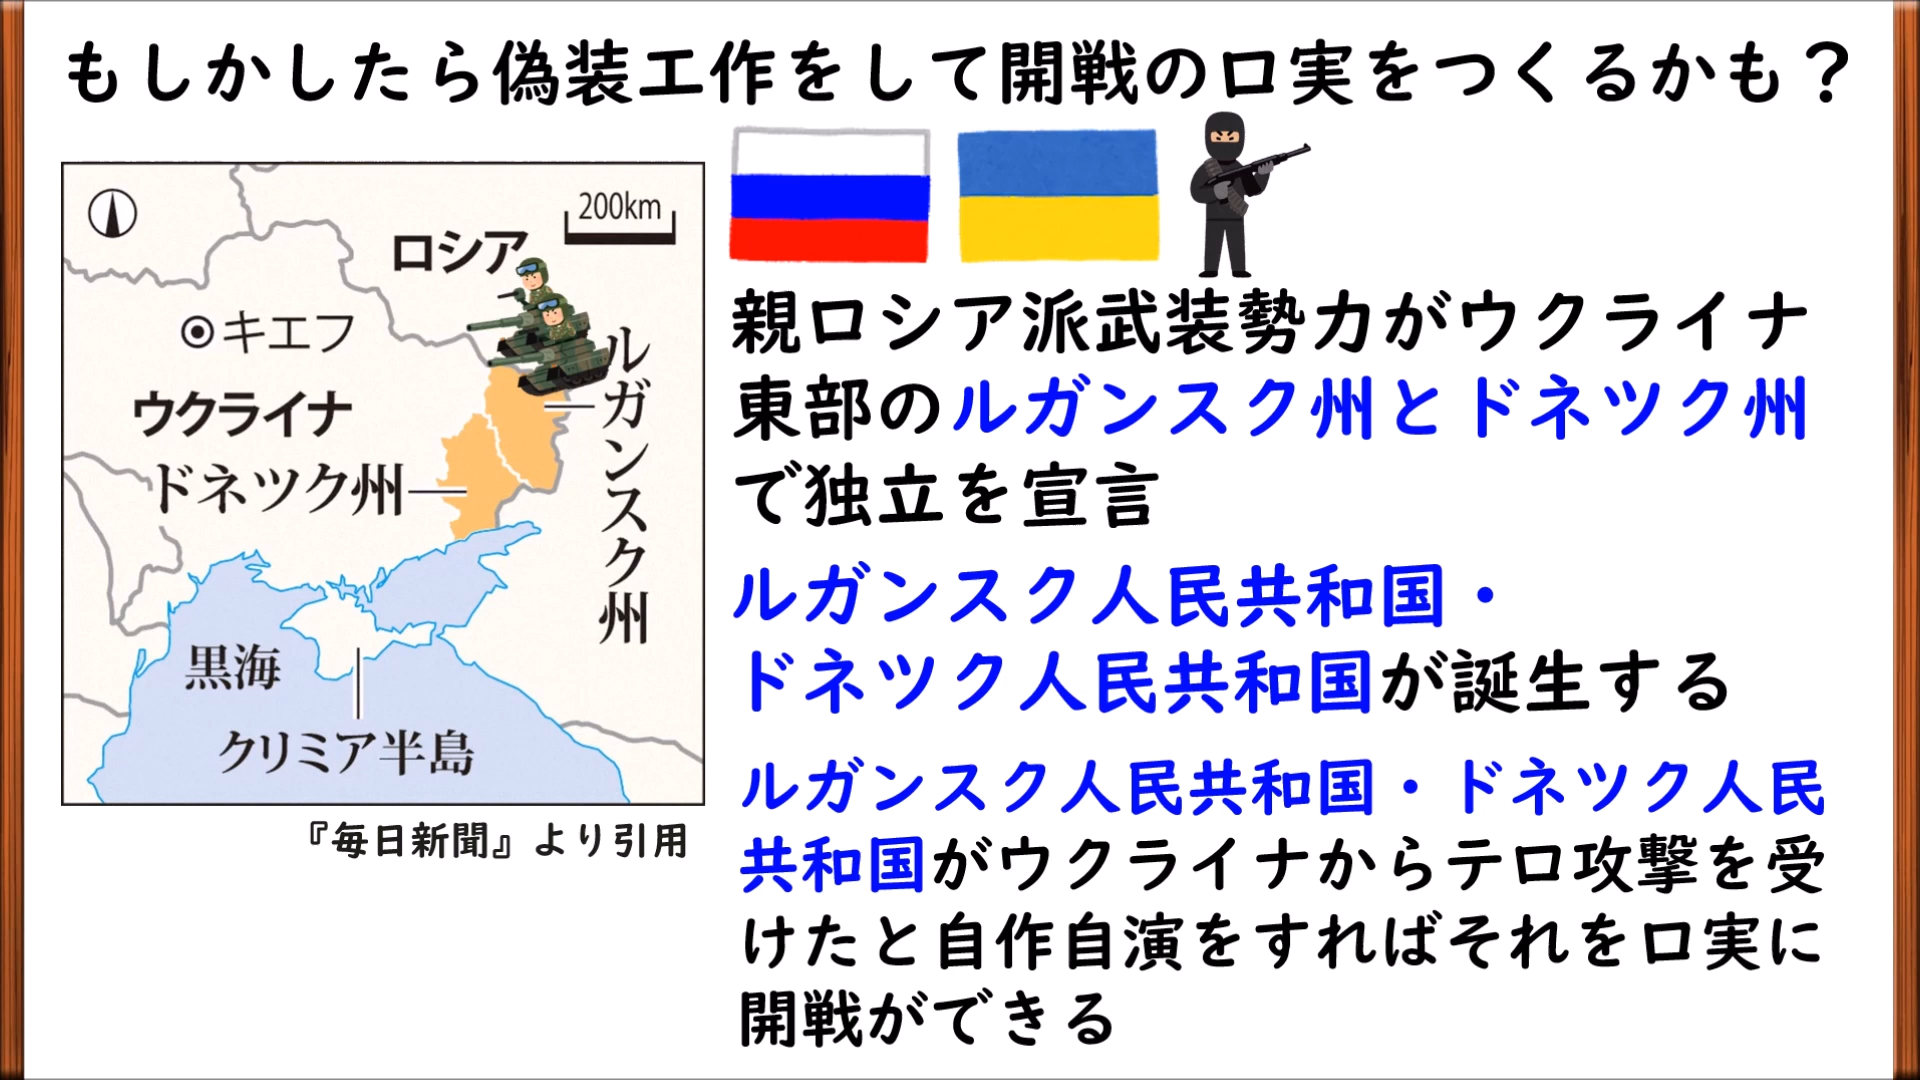 もしかしたら偽装工作をして開戦の口実をつくるかも？
200km
ロシア
キエフ
ルガンスク州
ウクライナ
ドネツク州
黒海
クリミア半島
『毎日新聞』より引用
親ロシア派武装勢力がウクライナ
東部のルガンスク州とドネツク州
で独立を宣言
ルガンスク人民共和国・
ドネツク人民共和国が誕生する
ルガンスク人民共和国・ドネツク人民
共和国がウクライナからテロ攻撃を受
けたと自作自演をすればそれを口実に
開戦ができる